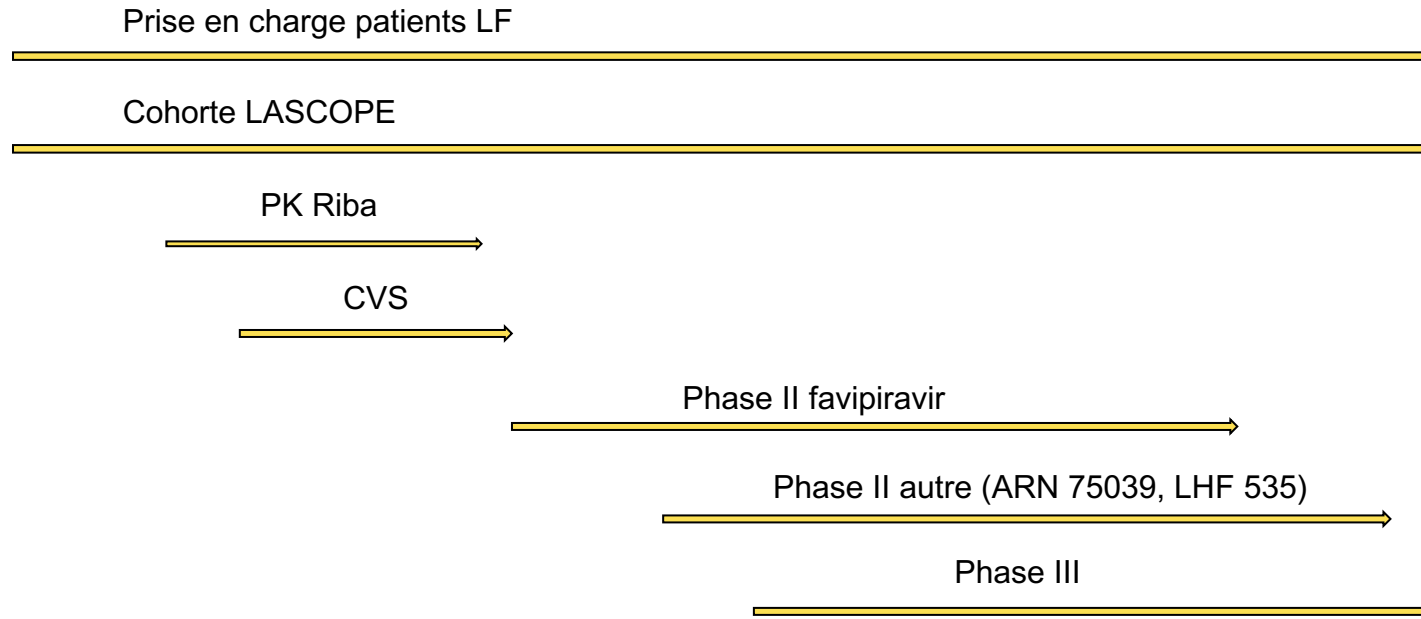 Prise en charge patients LF
Cohorte LASCOPE
PK Riba
CVS
Phase II favipiravir
Phase II autre (ARN 75039, LHF 535)
Phase III